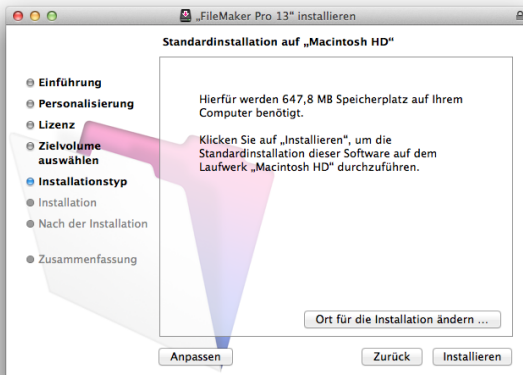 „FileMaker Pro 13“ installieren
Standardinstallation auf „Macintosh HD“
Einführung
Personalisierung
Lizenz
Zielvolume
auswählen
Installationstyp
Installation
Nach der Installation
Zusammenfassung
Hierfür werden 647,8 MB Speicherplatz auf Ihrem
Computer benötigt.
Klicken Sie auf „Installieren“, um die
Standardinstallation dieser Software auf dem
Laufwerk „Macintosh HD“ durchzuführen.
Ort für die Installation ändern ...
Anpassen
Zurück
Installieren